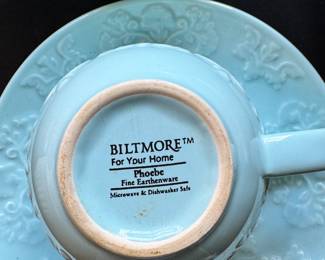 BILTMORE™
For Your Home
Phoebe
Fine Earthenware
Microwave & Dishwasher Safe